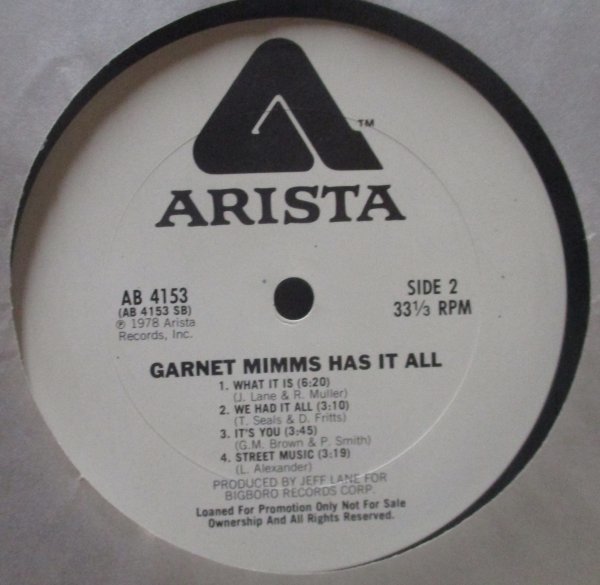 TM
ARISTA
AB 4153
(AB 4153 SB)
℗ 1978 Arista
Records, Inc.
SIDE 2
33⅓ RPM
GARNET MIMMS HAS IT ALL
1. WHAT IT IS (6:20)
(J. Lane & R. Muller)
2. WE HAD IT ALL (3:10)
(T. Seals & D. Fritts)
3. IT'S YOU (3:45)
(G.M. Brown & P. Smith)
4. STREET MUSIC (3:19)
(L. Alexander)
PRODUCED BY JEFF LANE FOR
BIGBORO RECORDS CORP.
Loaned For Promotion Only Not For Sale
Ownership And All Rights Reserved.